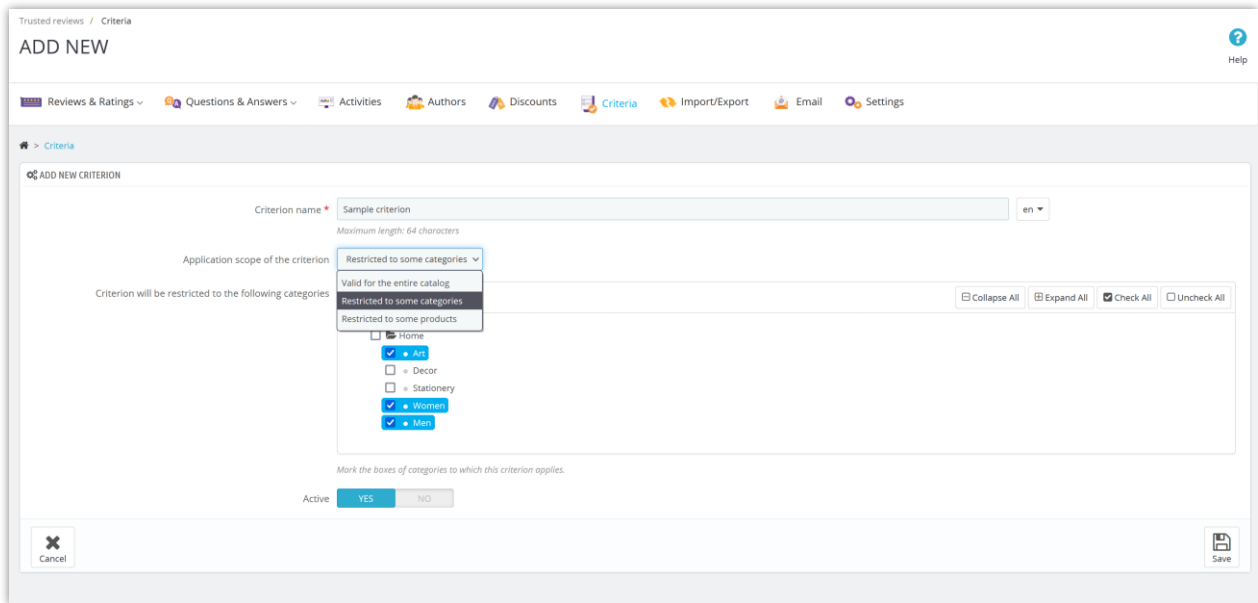 Trusted reviews / Criteria
ADD NEW
Help
Reviews & Ratings Questions & Answers Activities Authors Discounts Criteria Import/Export Email Settings
> Criteria
ADD NEW CRITERION
Criterion name * Sample criterion en
Maximum length: 64 characters
Application scope of the criterion Restricted to some categories
Valid for the entire catalog
Criterion will be restricted to the following categories Restricted to some categories Collapse All Expand All Check All Uncheck All
Restricted to some products
Home
Art
Decor
Stationery
Women
Men
Mark the boxes of categories to which this criterion applies.
Active YES NO
Cancel Save